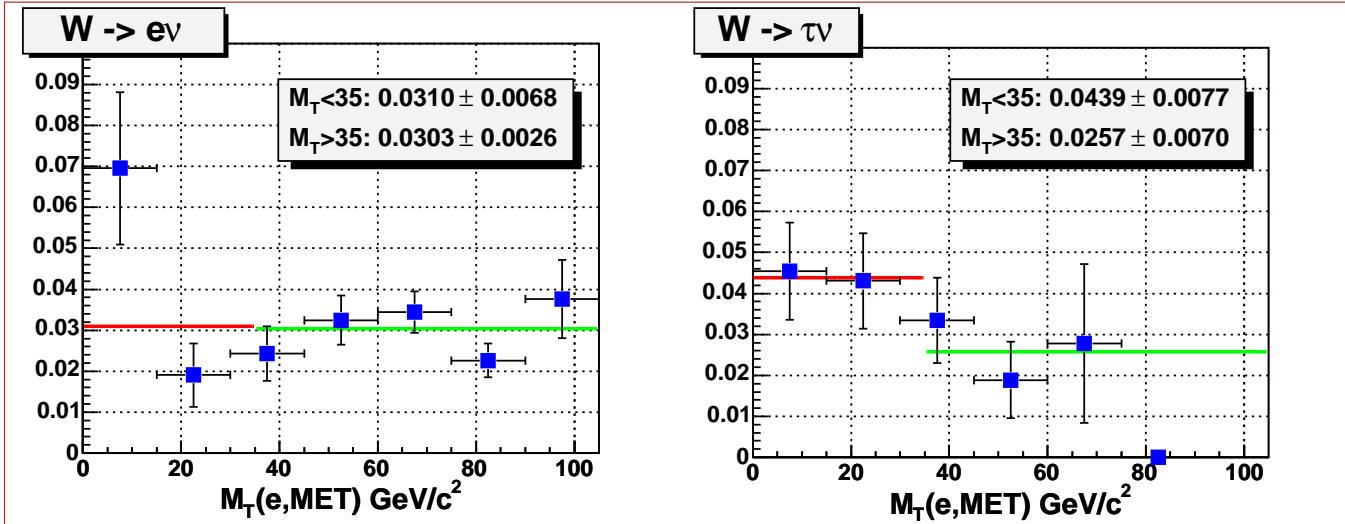 W -> eν
0.09
0.08
0.07
0.06
0.05
0.04
0.03
0.02
0.01
0
M_T<35: 0.0310 ± 0.0068
M_T>35: 0.0303 ± 0.0026
0 20 40 60 80 100
M_T(e,MET) GeV/c²
W -> τν
0.09
0.08
0.07
0.06
0.05
0.04
0.03
0.02
0.01
0
M_T<35: 0.0439 ± 0.0077
M_T>35: 0.0257 ± 0.0070
0 20 40 60 80 100
M_T(e,MET) GeV/c²